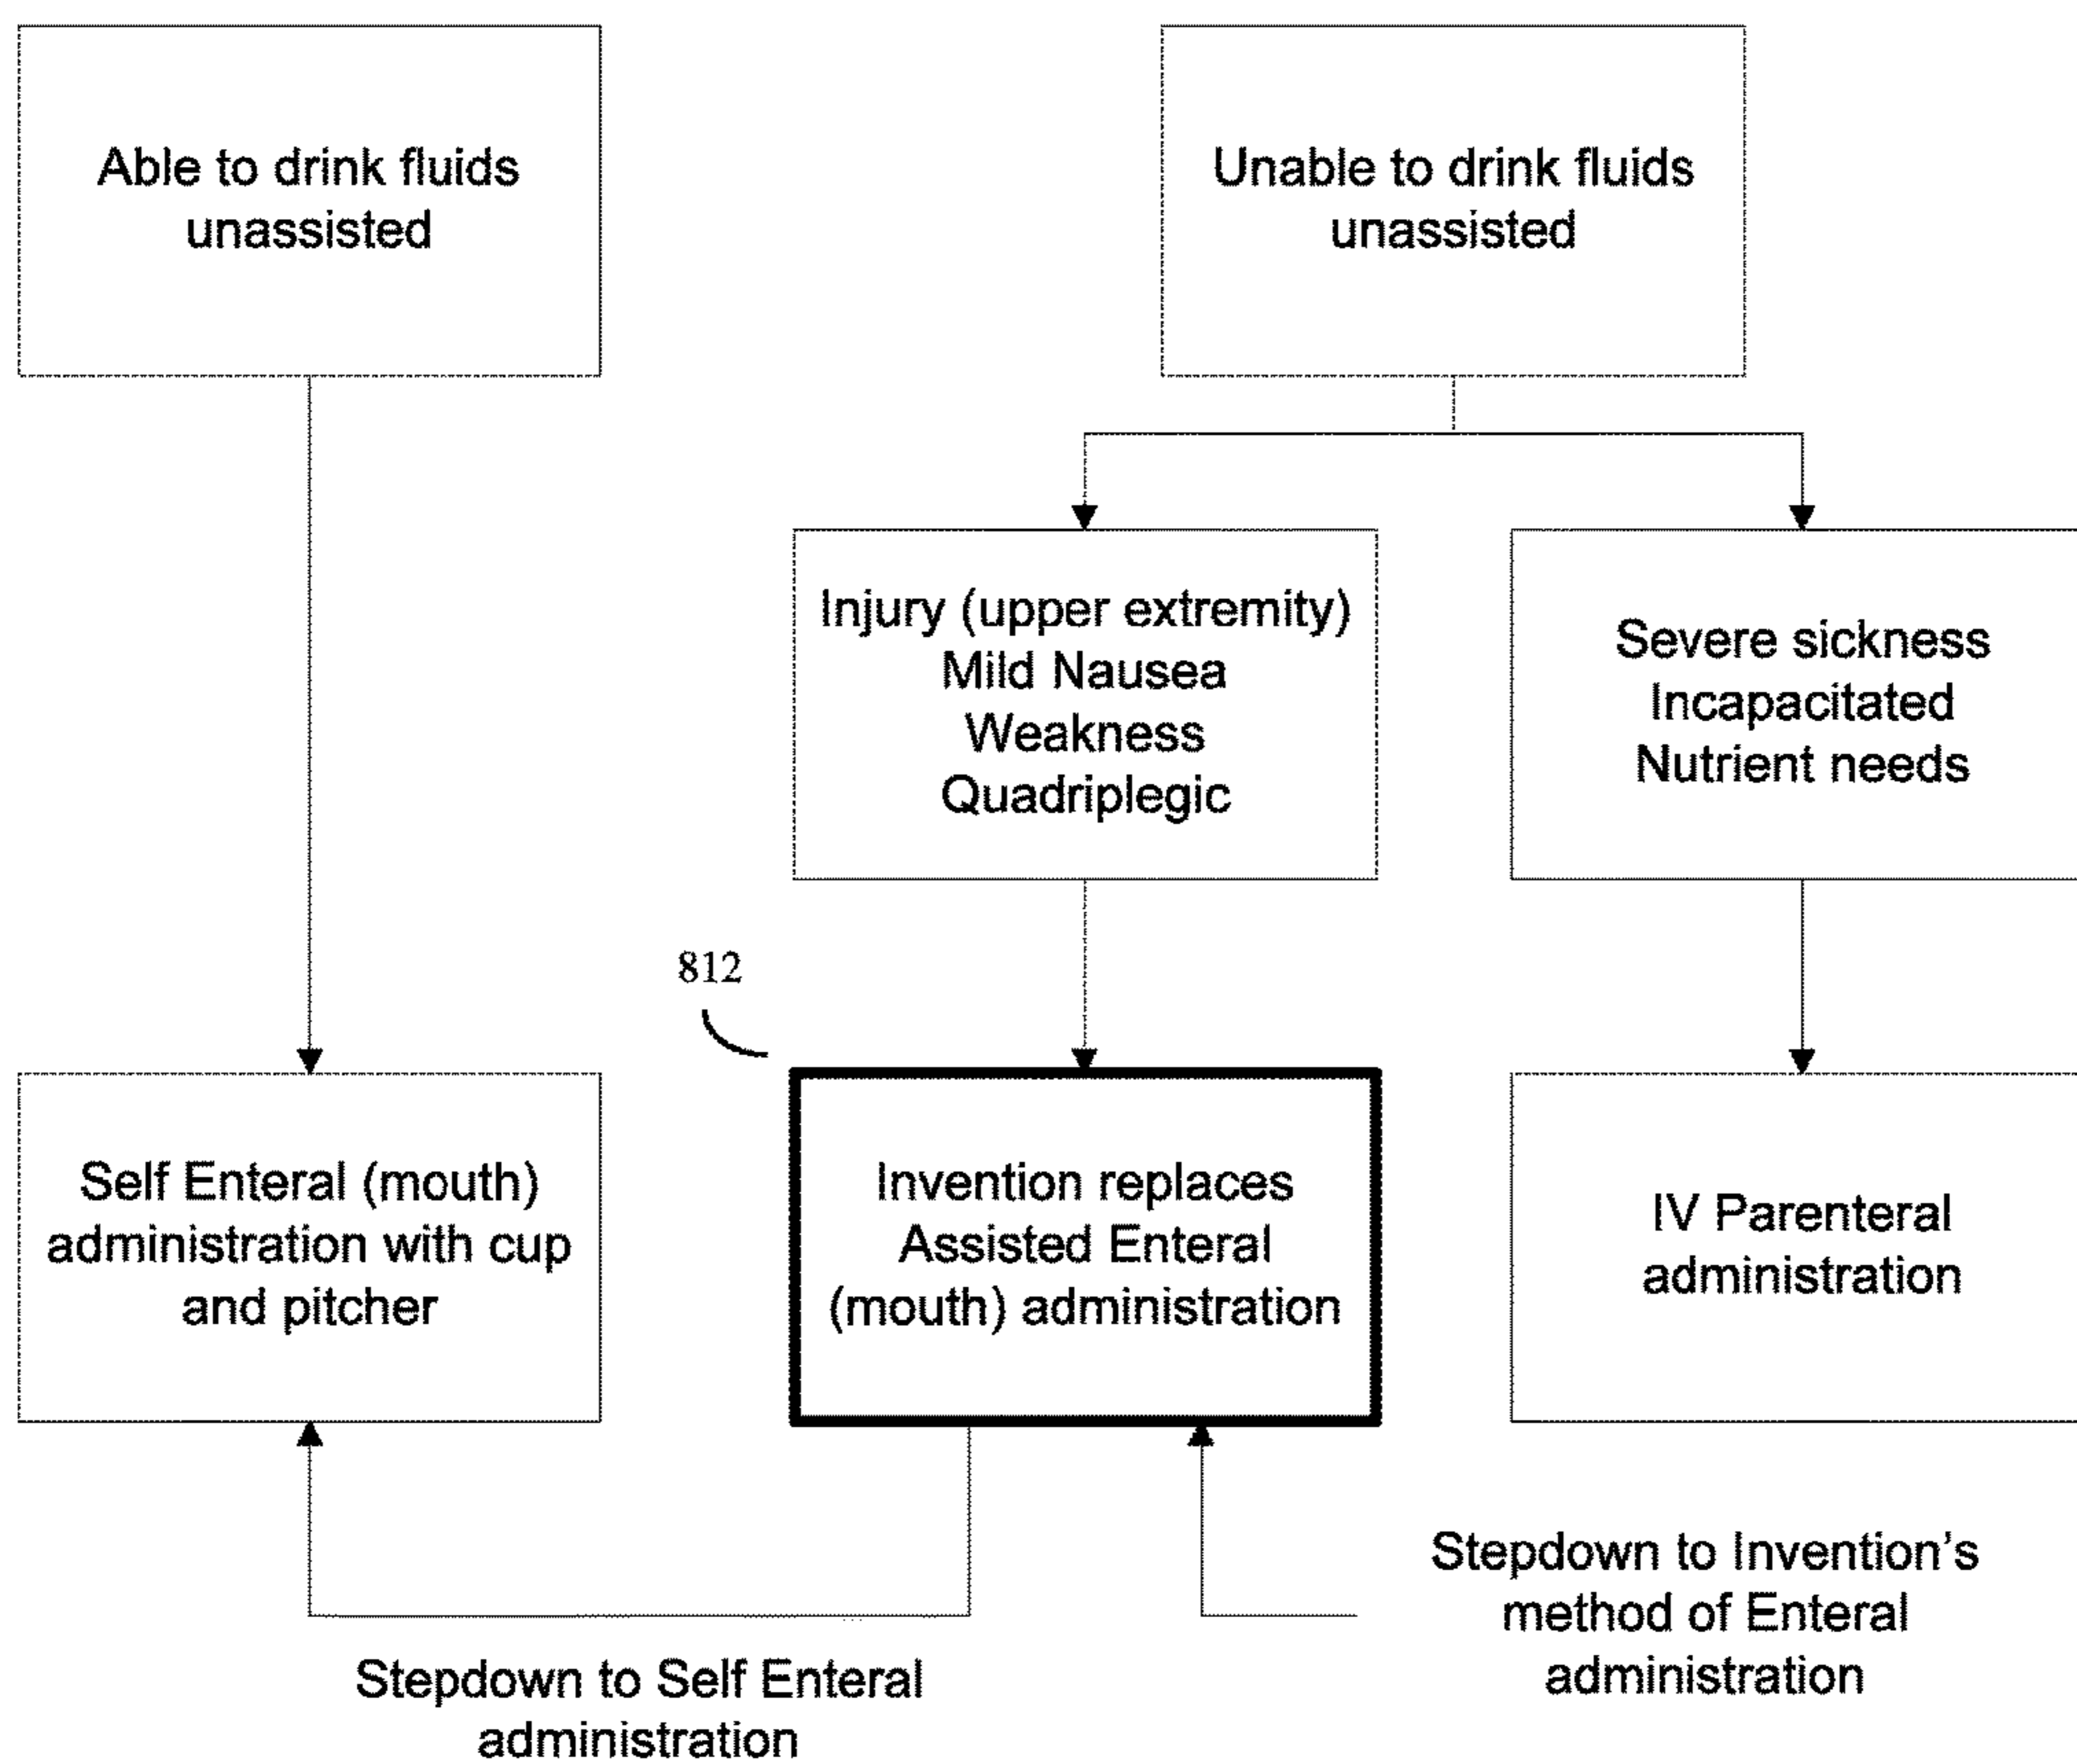 Able to drink fluids
unassisted
Unable to drink fluids
unassisted
Injury (upper extremity)
Mild Nausea
Weakness
Quadriplegic
Severe sickness
Incapacitated
Nutrient needs
812
Self Enteral (mouth)
administration with cup
and pitcher
Invention replaces
Assisted Enteral
(mouth) administration
IV Parenteral
administration
Stepdown to Self Enteral
administration
Stepdown to Invention's
method of Enteral
administration